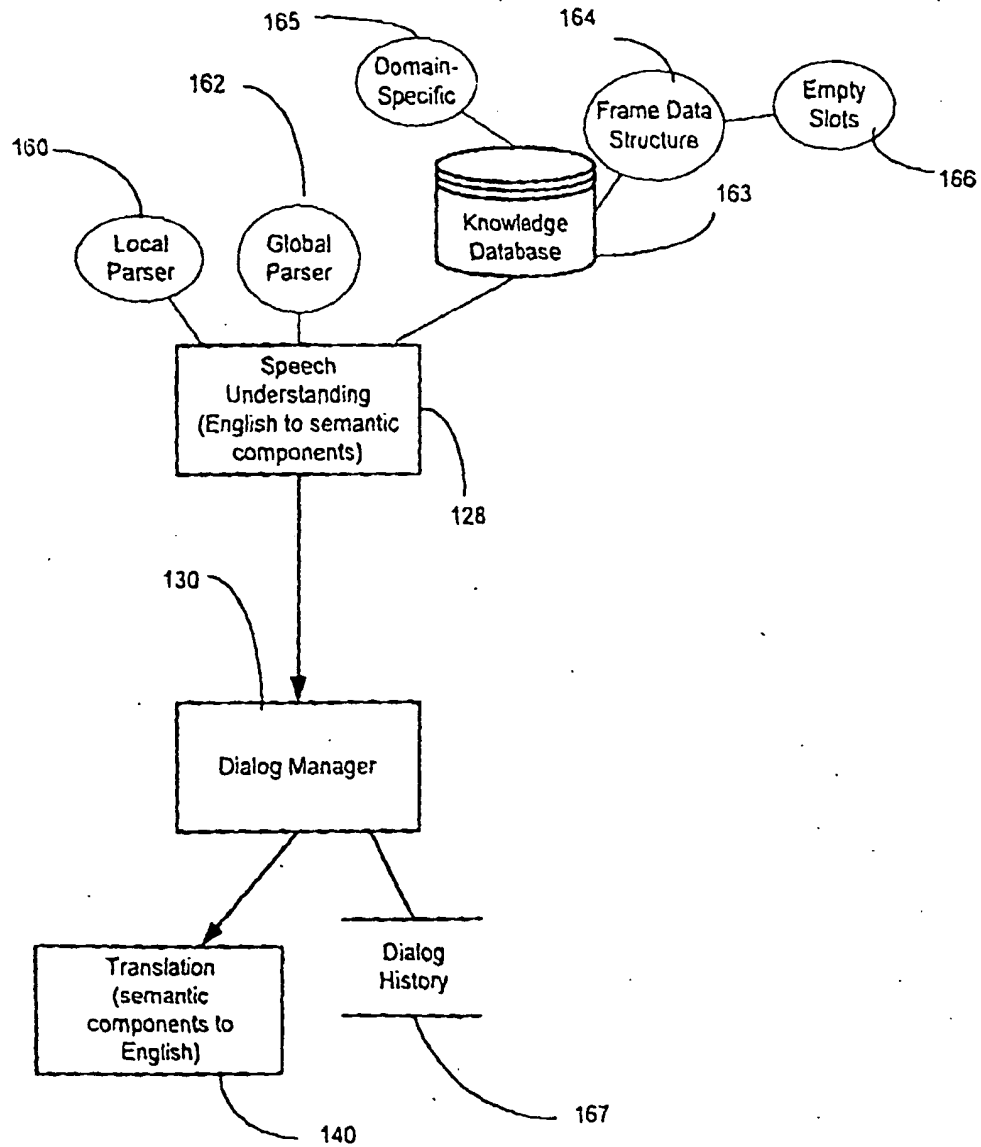 165
164
Domain-
Specific
162
Frame Data
Structure
Empty
Slots
160
166
Knowledge
Database
163
Local
Parser
Global
Parser
Speech
Understanding
(English to semantic
components)
128
130
Dialog Manager
Translation
(semantic
components to
English)
Dialog
History
167
140